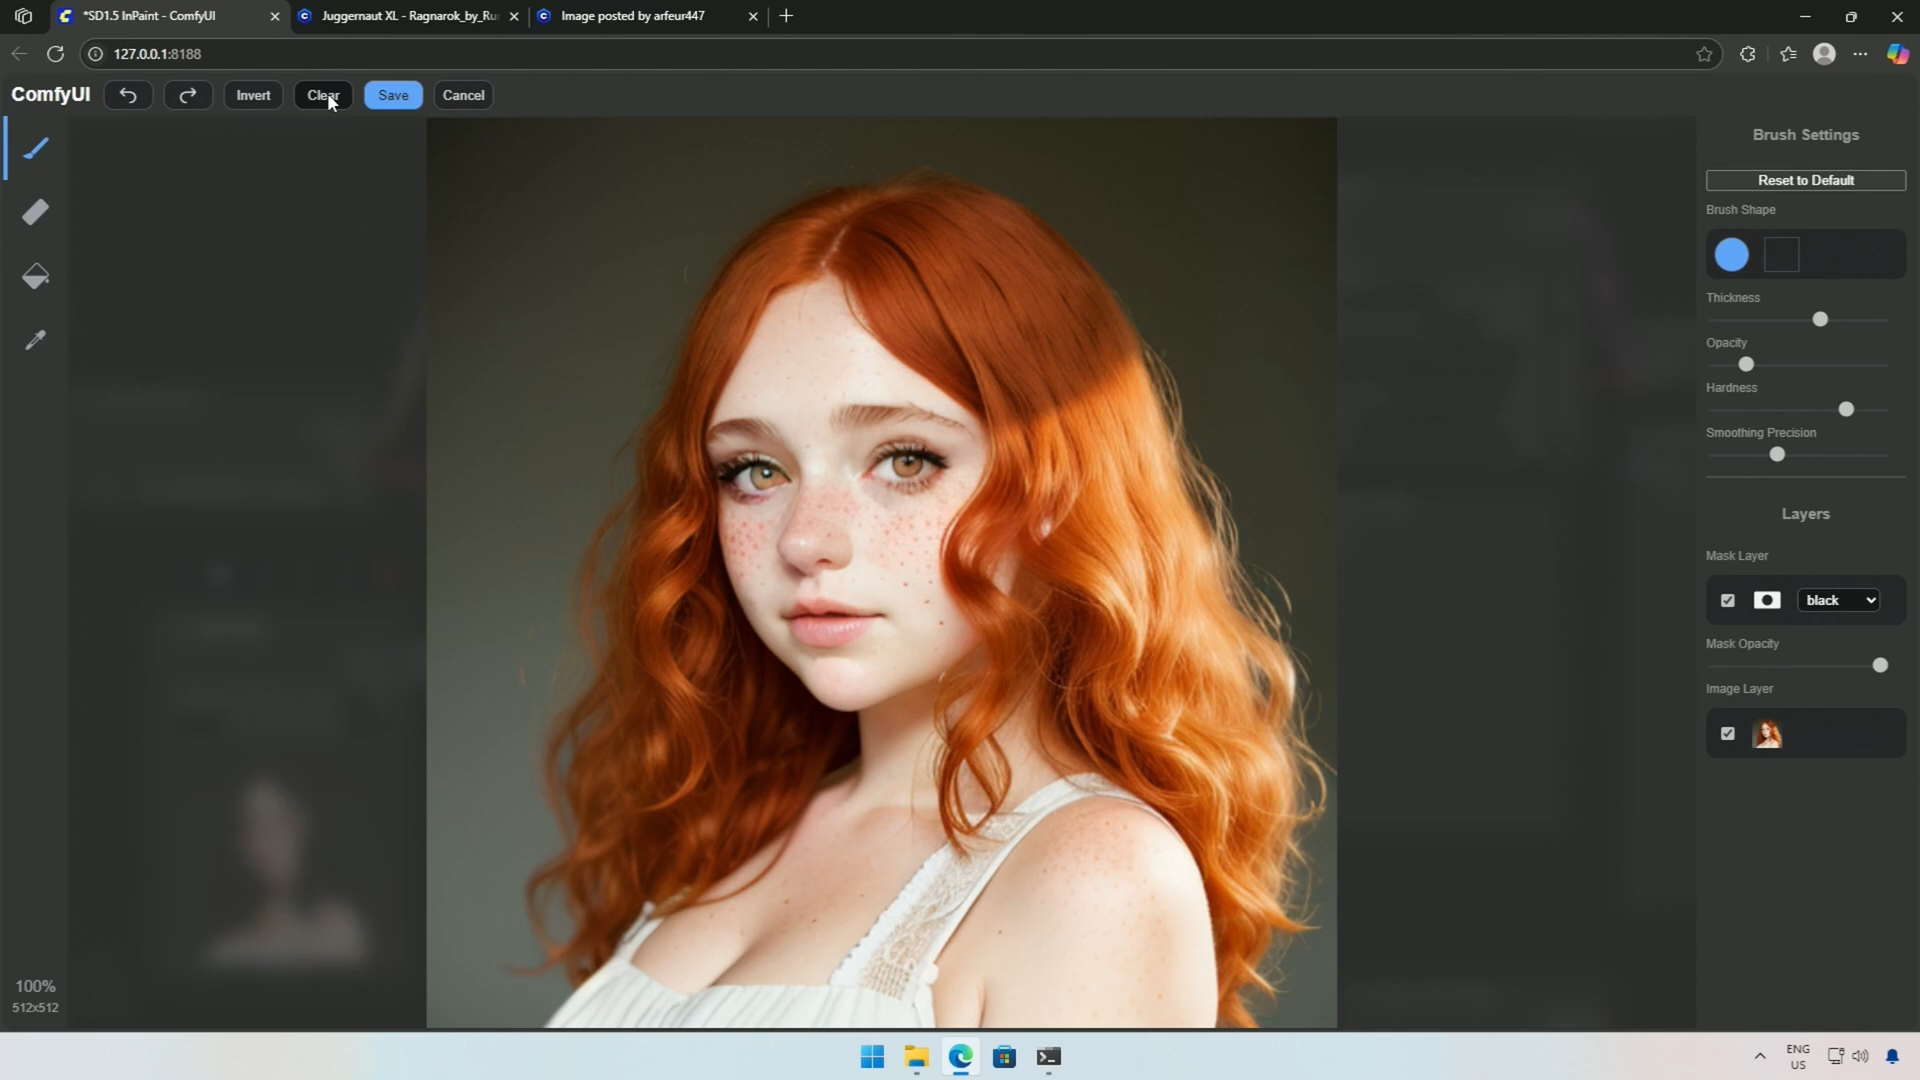 *SD1.5 InPaint - ComfyUI
Juggernaut XL - Ragnarok_by_Ru
Image posted by arfeur447
127.0.0.1:8188
ComfyUI
Invert
Clear
Save
Cancel
Brush Settings
Reset to Default
Brush Shape
Thickness
Opacity
Hardness
Smoothing Precision
Layers
Mask Layer
black
Mask Opacity
Image Layer
100%
512x512
ENG
US